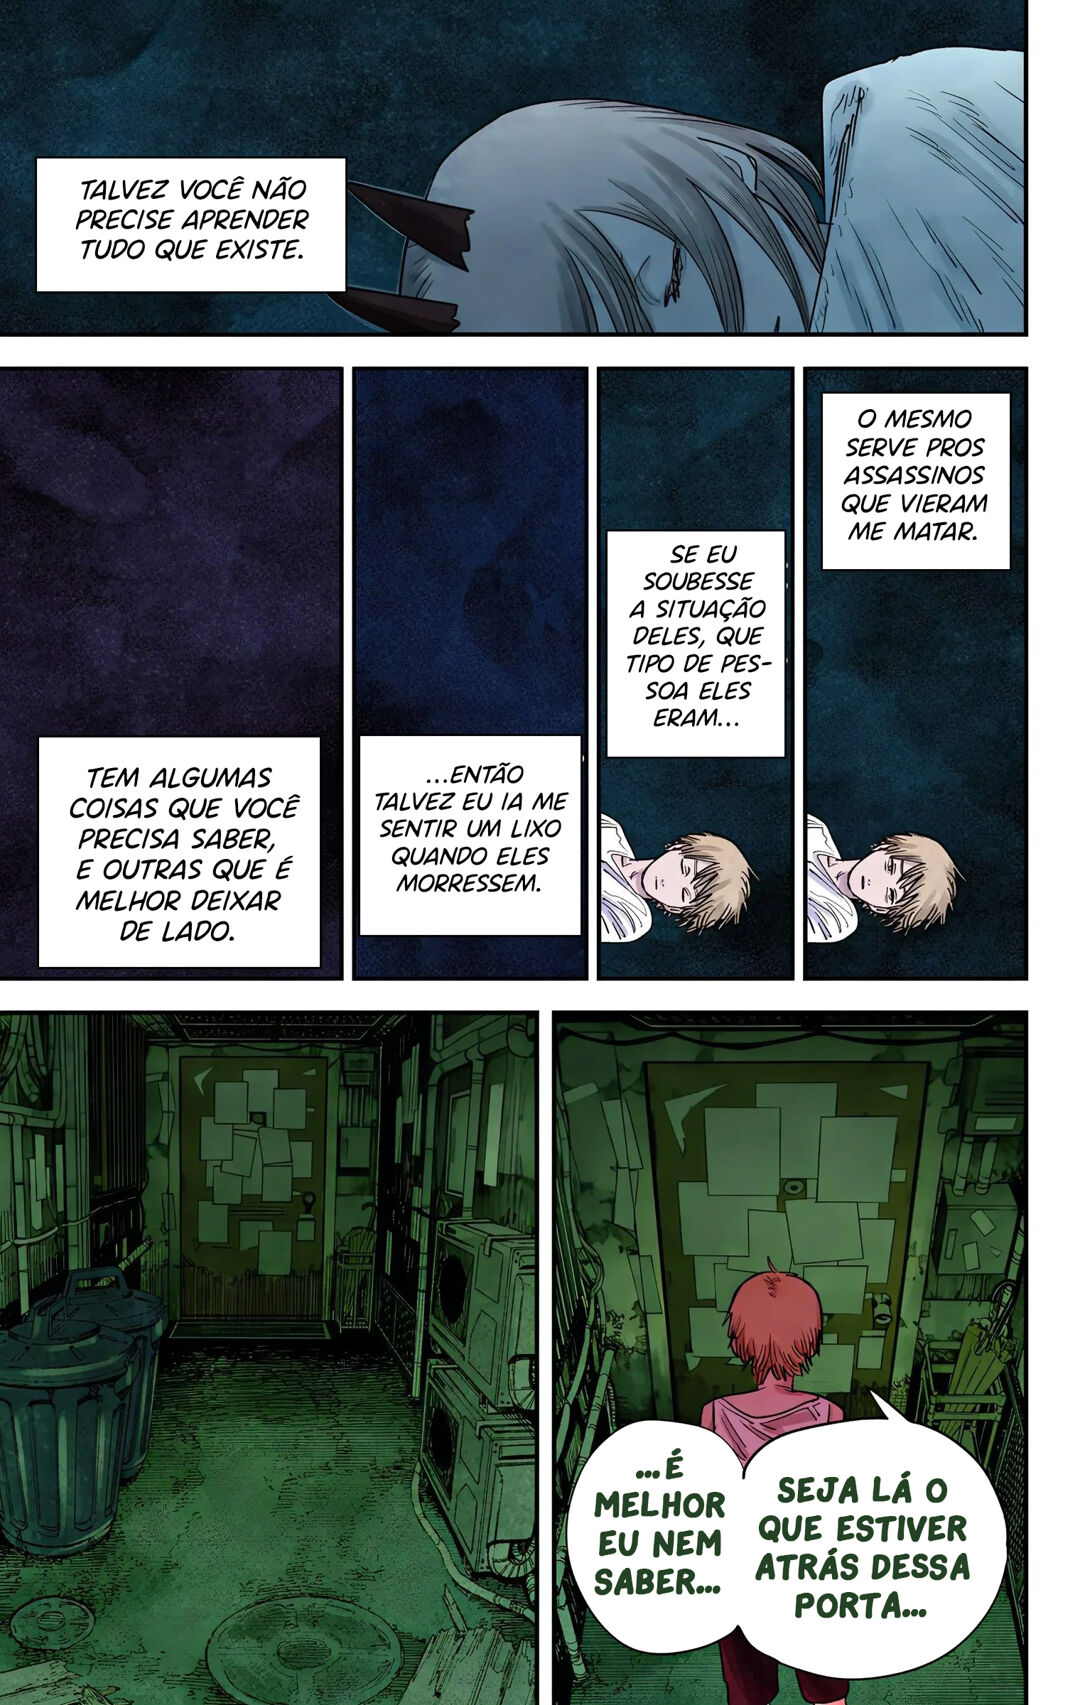 TALVEZ VOCÊ NÃO
PRECISE APRENDER
TUDO QUE EXISTE.
O MESMO
SERVE PROS
ASSASSINOS
QUE VIERAM
ME MATAR.
SE EU
SOUBESSE
A SITUAÇÃO
DELES, QUE
TIPO DE PES-
SOA ELES
ERAM...
...ENTÃO
TALVEZ EU IA ME
SENTIR UM LIXO
QUANDO ELES
MORRESSEM.
TEM ALGUMAS
COISAS QUE VOCÊ
PRECISA SABER,
E OUTRAS QUE É
MELHOR DEIXAR
DE LADO.
SEJA LÁ O
QUE ESTIVER
ATRÁS DESSA
PORTA...
...É
MELHOR
EU NEM
SABER...